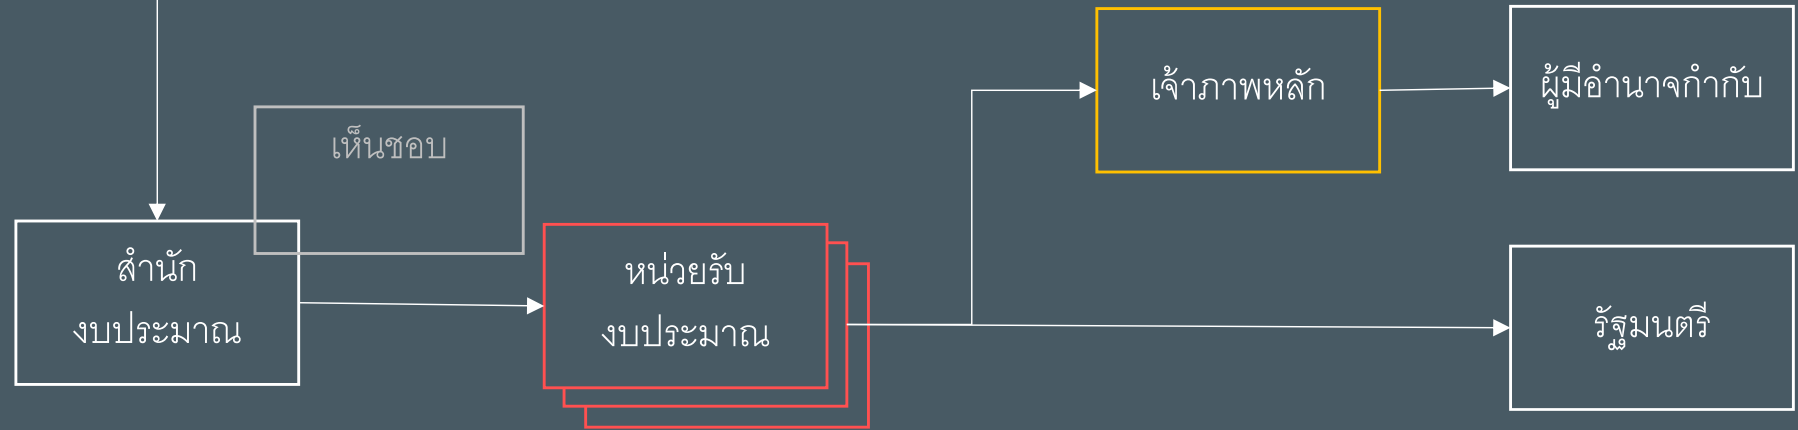 เห็นชอบ
สำนัก
งบประมาณ
หน่วยรับ
งบประมาณ
เจ้าภาพหลัก
ผู้มีอำนาจกำกับ
รัฐมนตรี